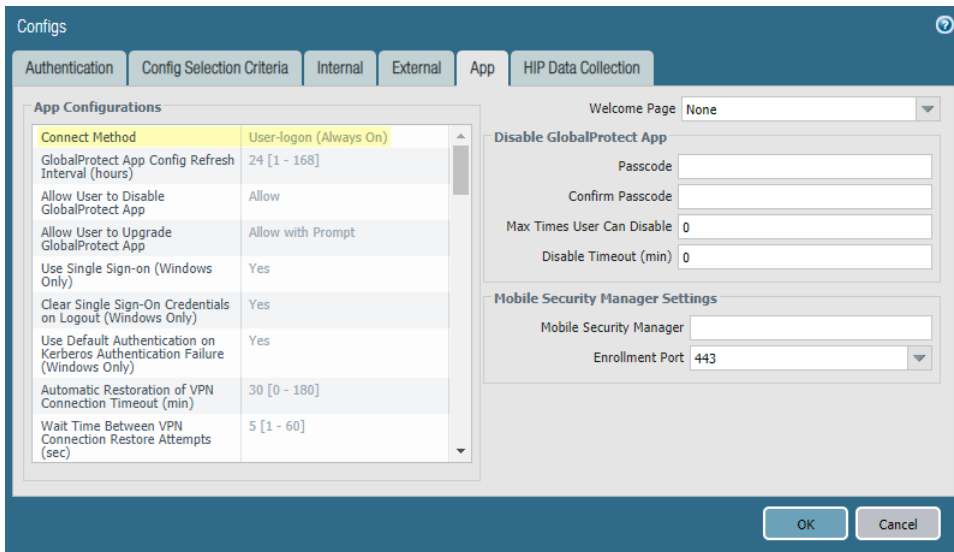 Configs
Authentication
Config Selection Criteria
Internal
External
App
HIP Data Collection
App Configurations
Connect Method
User-logon (Always On)
GlobalProtect App Config Refresh
Interval (hours)
24 [1 - 168]
Allow User to Disable
GlobalProtect App
Allow
Allow User to Upgrade
GlobalProtect App
Allow with Prompt
Use Single Sign-on (Windows
Only)
Yes
Clear Single Sign-On Credentials
on Logout (Windows Only)
Yes
Use Default Authentication on
Kerberos Authentication Failure
(Windows Only)
Yes
Automatic Restoration of VPN
Connection Timeout (min)
30 [0 - 180]
Wait Time Between VPN
Connection Restore Attempts
(sec)
5 [1 - 60]
Welcome Page None
Disable GlobalProtect App
Passcode
Confirm Passcode
Max Times User Can Disable 0
Disable Timeout (min) 0
Mobile Security Manager Settings
Mobile Security Manager
Enrollment Port 443
OK
Cancel